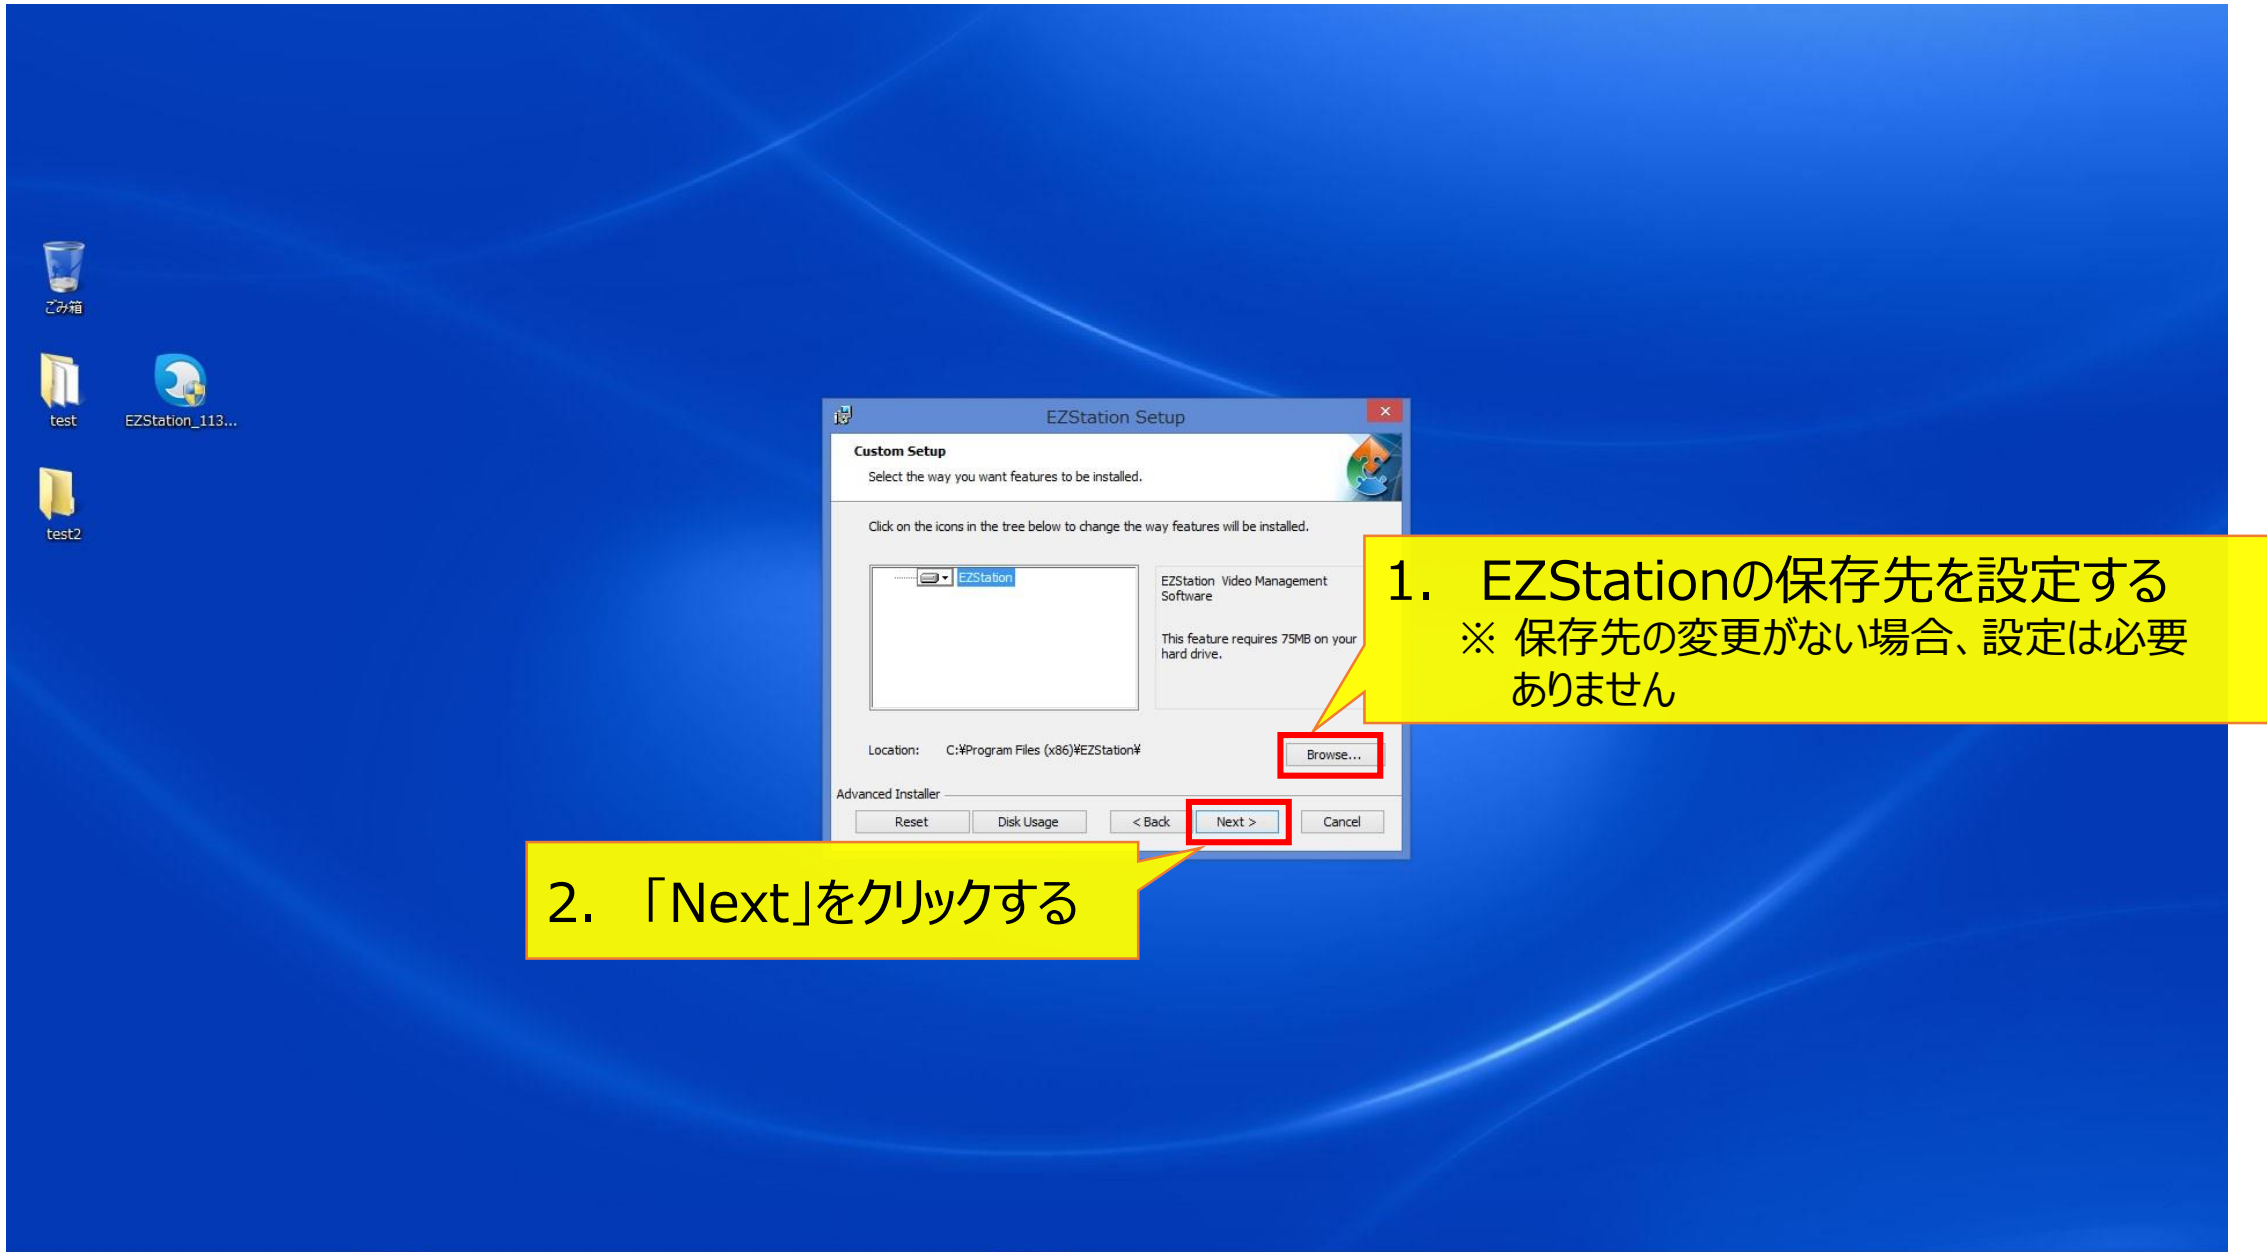 ごみ箱
test
EZStation_113...
test2
EZStation Setup
Custom Setup
Select the way you want features to be installed.
Click on the icons in the tree below to change the way features will be installed.
EZStation
EZStation Video Management
Software
This feature requires 75MB on your
hard drive.
1. EZStationの保存先を設定する
※ 保存先の変更がない場合、設定は必要
ありません
Location: C:¥Program Files (x86)¥EZStation¥
Browse...
Advanced Installer
Reset Disk Usage < Back Next > Cancel
2. 「Next」をクリックする